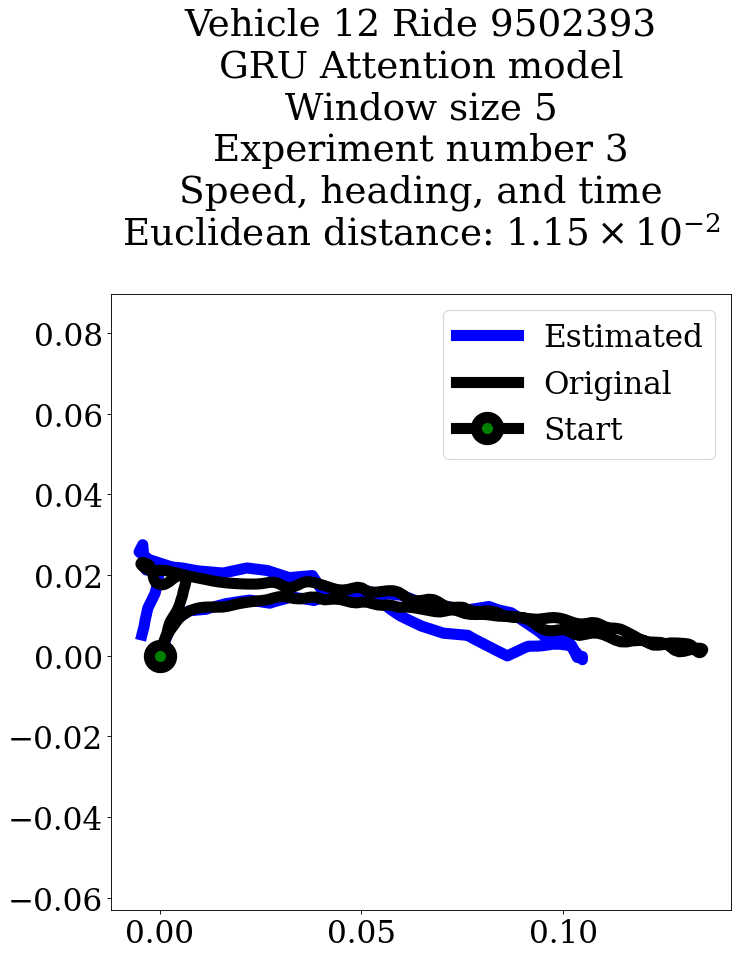 Vehicle 12 Ride 9502393
GRU Attention model
Window size 5
Experiment number 3
Speed, heading, and time
Euclidean distance: 1.15 × 10⁻²
Estimated
Original
Start
0.08
0.06
0.04
0.02
0.00
−0.02
−0.04
−0.06
0.00 0.05 0.10